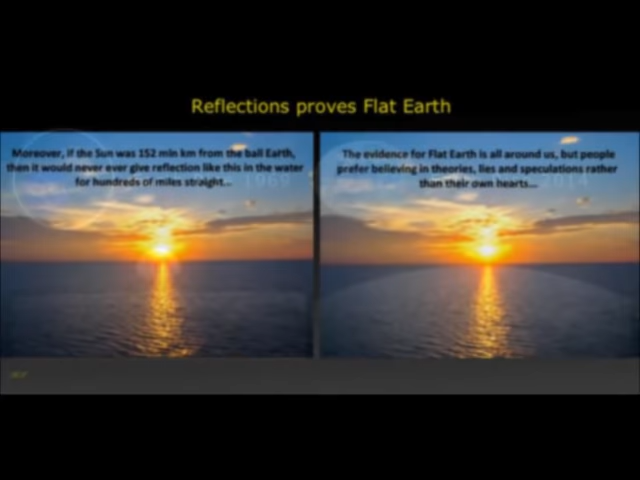 Reflections proves Flat Earth
Moreover, if the Sun was 152 mln km from the ball Earth,
then it would never ever give reflection like this in the water
for hundreds of miles straight...
The evidence for Flat Earth is all around us, but people
prefer believing in theories, lies and speculations rather
than their own hearts...